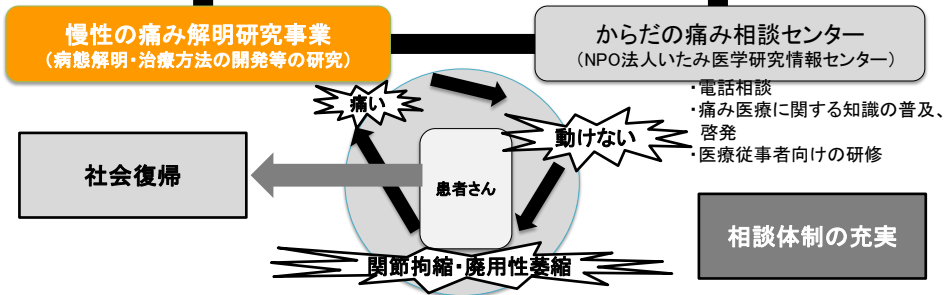 慢性の痛み解明研究事業
（病態解明・治療方法の開発等の研究）
からだの痛み相談センター
（NPO法人いたみ医学研究情報センター）
・電話相談
・痛み医療に関する知識の普及、
啓発
・医療従事者向けの研修
痛い
動けない
社会復帰
患者さん
関節拘縮・廃用性萎縮
相談体制の充実